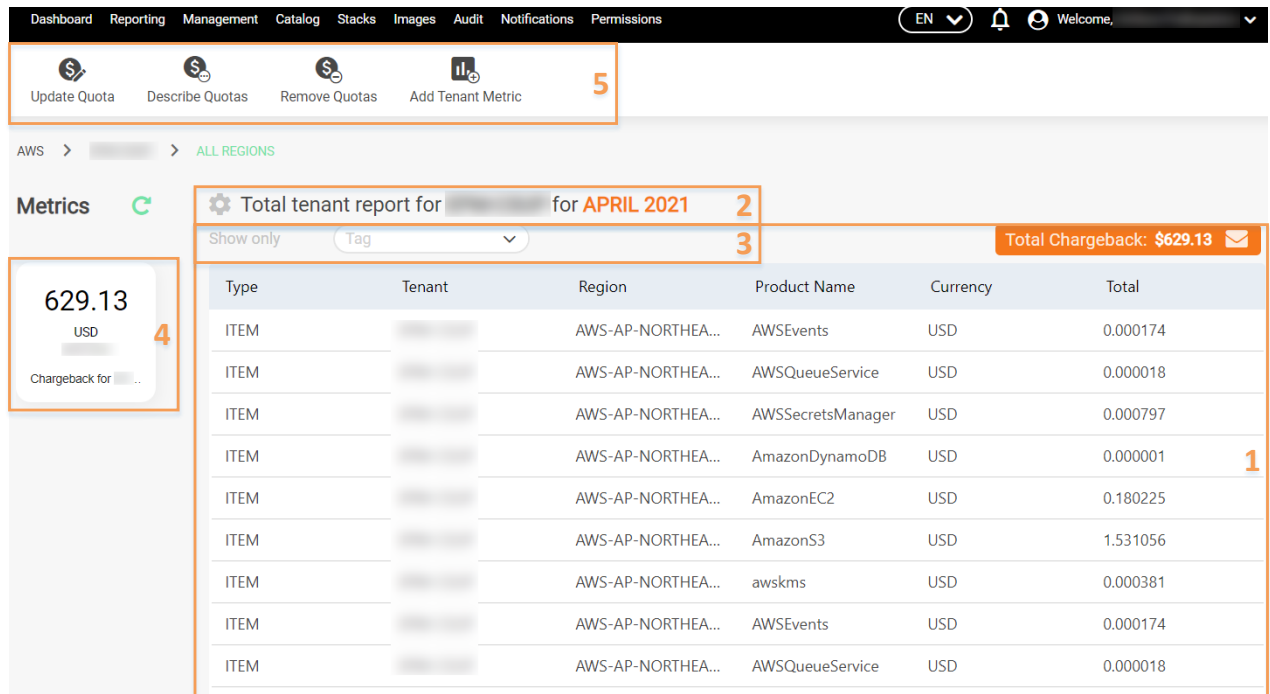 Dashboard Reporting Management Catalog Stacks Images Audit Notifications Permissions EN Welcome,
Update Quota Describe Quotas Remove Quotas Add Tenant Metric 5
AWS > > ALL REGIONS
Metrics
Total tenant report for for APRIL 2021 2
Show only Tag 3
Total Chargeback: $629.13
629.13
USD
Chargeback for ..
4
Type Tenant Region Product Name Currency Total
ITEM AWS-AP-NORTHEA... AWSEvents USD 0.000174
ITEM AWS-AP-NORTHEA... AWSQueueService USD 0.000018
ITEM AWS-AP-NORTHEA... AWSSecretsManager USD 0.000797
ITEM AWS-AP-NORTHEA... AmazonDynamoDB USD 0.000001
1
ITEM AWS-AP-NORTHEA... AmazonEC2 USD 0.180225
ITEM AWS-AP-NORTHEA... AmazonS3 USD 1.531056
ITEM AWS-AP-NORTHEA... awskms USD 0.000381
ITEM AWS-AP-NORTHEA... AWSEvents USD 0.000174
ITEM AWS-AP-NORTHEA... AWSQueueService USD 0.000018